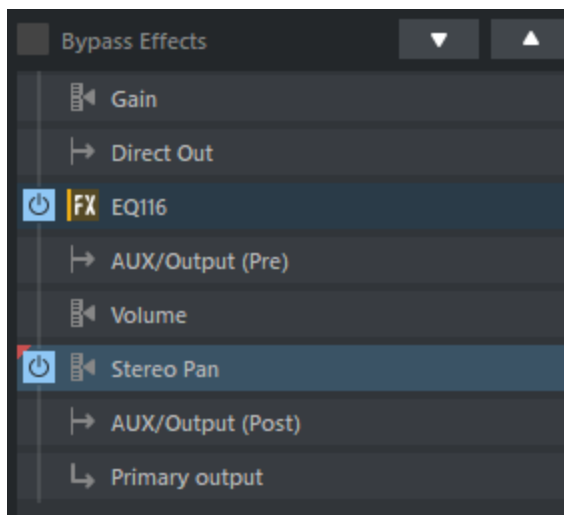 Bypass Effects
Gain
Direct Out
FX EQ116
AUX/Output (Pre)
Volume
Stereo Pan
AUX/Output (Post)
Primary output